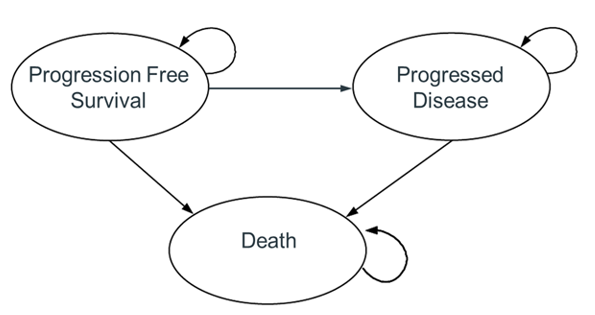 Progression Free
Survival
Progressed
Disease
Death